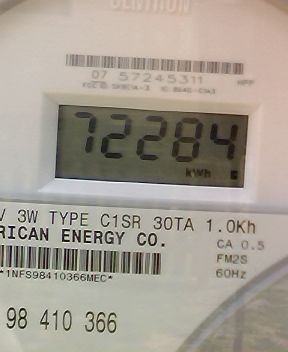 CENTRON
07 57245311
72284
kWh
V 3W TYPE C1SR 30TA 1.0Kh
RICAN ENERGY CO.
CA 0.5
FM2S
*1NFS98410366MEC*
60Hz
98 410 366